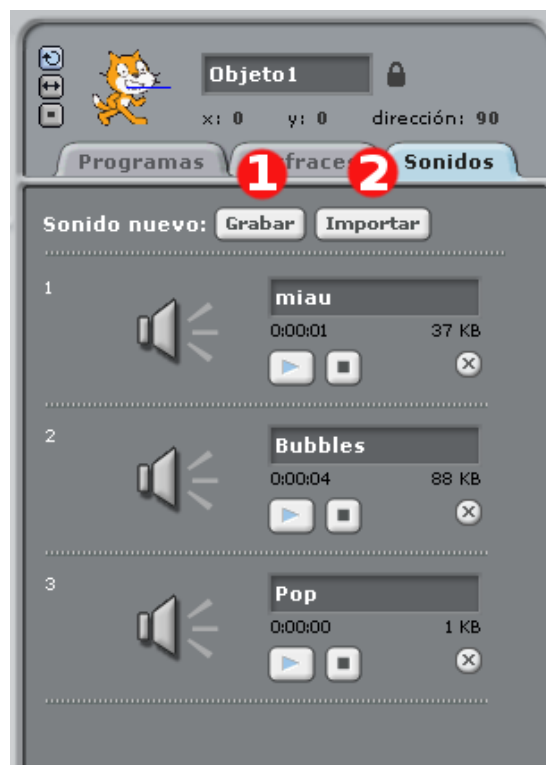 Objeto1
x: 0 y: 0 dirección: 90
Programas Sonidos
1 2
Sonido nuevo: Grabar Importar
1
miau
0:00:01 37 KB
2
Bubbles
0:00:04 88 KB
3
Pop
0:00:00 1 KB